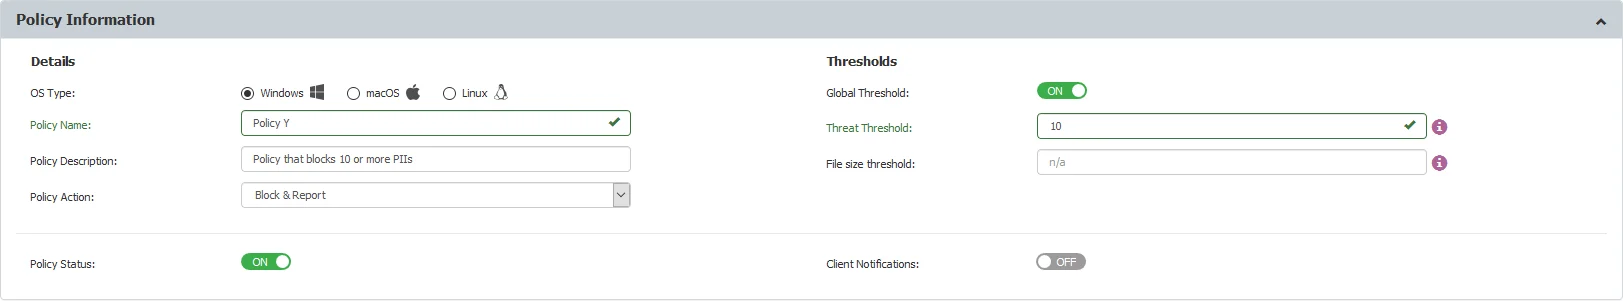 Policy Information
Details
OS Type:
Windows
macOS
Linux
Policy Name:
Policy Y
Policy Description:
Policy that blocks 10 or more PIIs
Policy Action:
Block & Report
Thresholds
Global Threshold:
ON
Threat Threshold:
10
File size threshold:
n/a
Policy Status:
ON
Client Notifications:
OFF